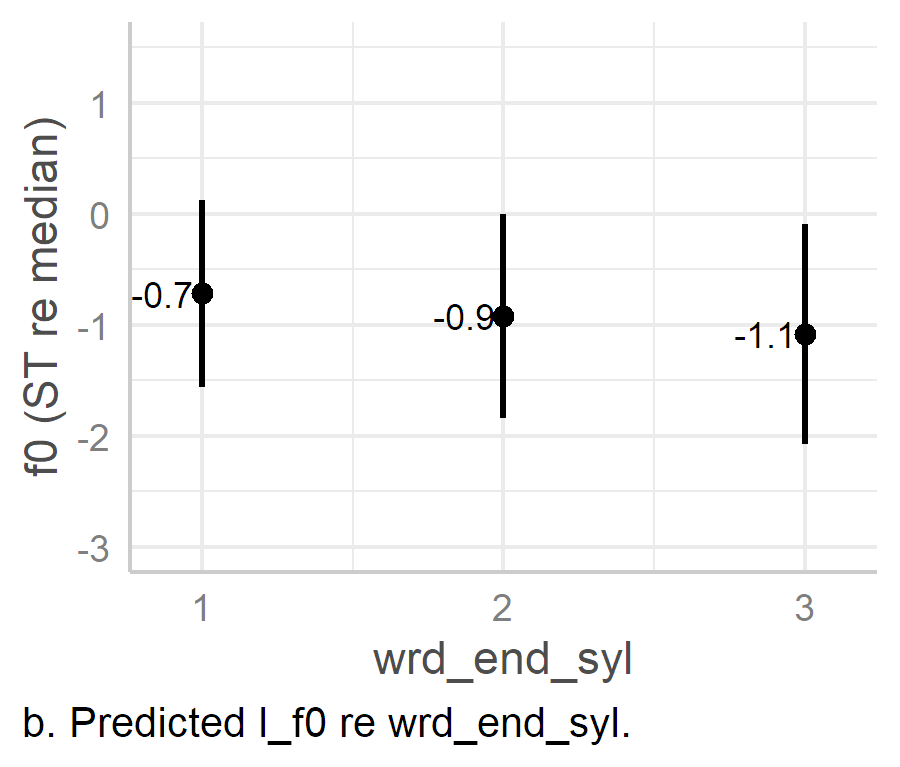 f0 (ST re median)
1
0
-1
-2
-3
-0.7
-0.9
-1.1
1 2 3
wrd_end_syl
b. Predicted l_f0 re wrd_end_syl.